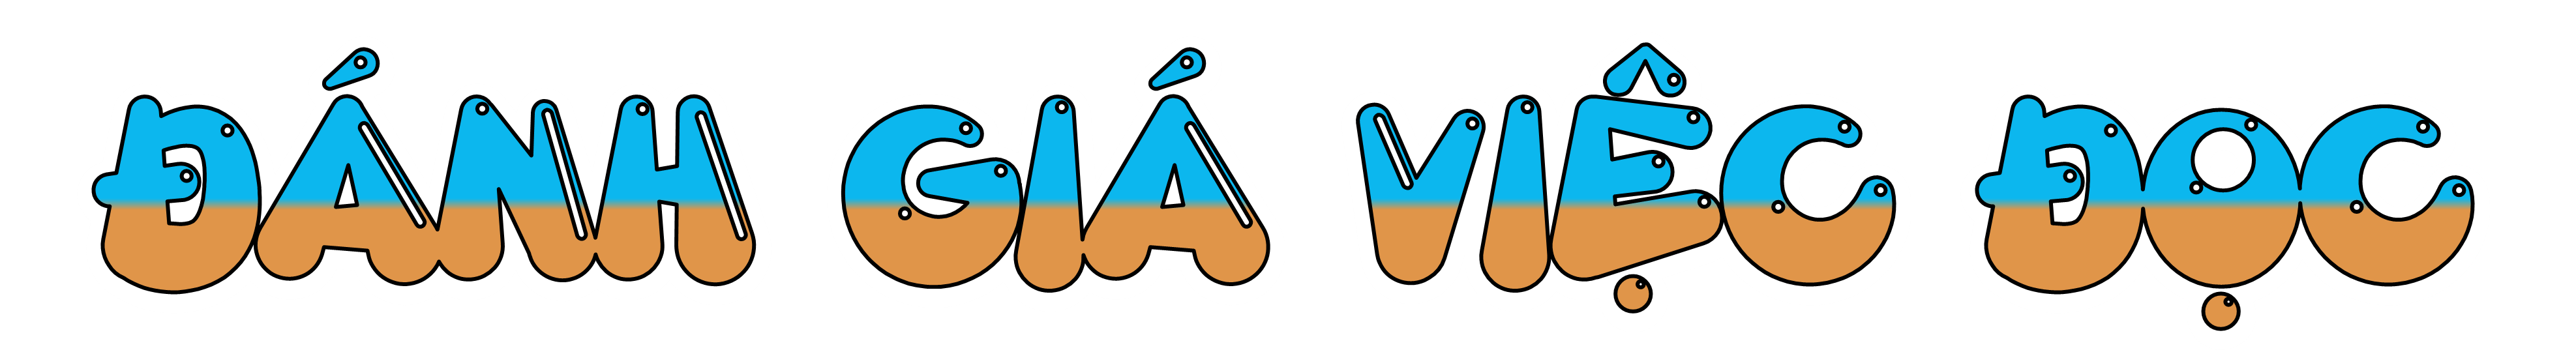 ĐÁNH GIÁ VIỆC ĐỌC